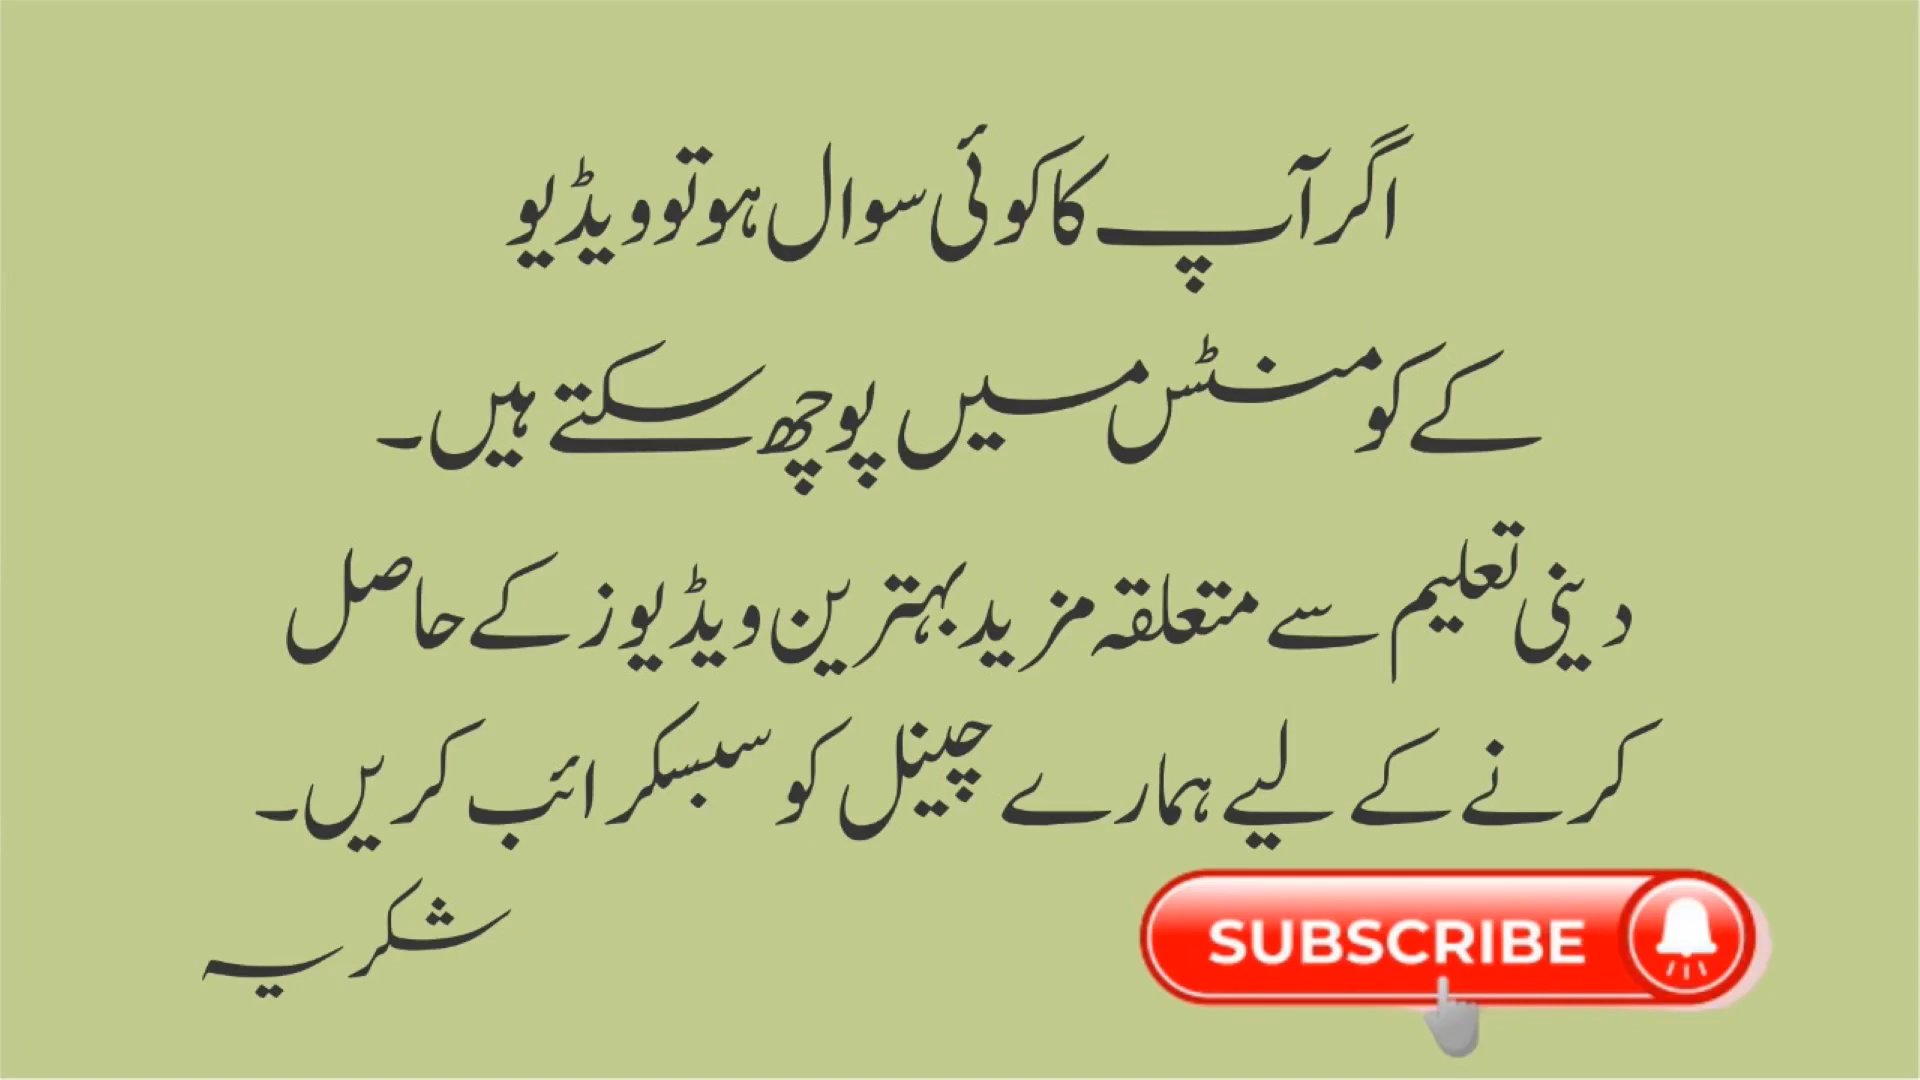 اگر آپ کا کوئی سوال ہو تو ویڈیو
کے کومنٹس میں پوچھ سکتے ہیں۔
دینی تعلیم سے متعلقہ مزید بہترین ویڈیوز کے حاصل
کرنے کے لیے ہمارے چینل کو سبسکرائب کریں۔
شکریہ
SUBSCRIBE